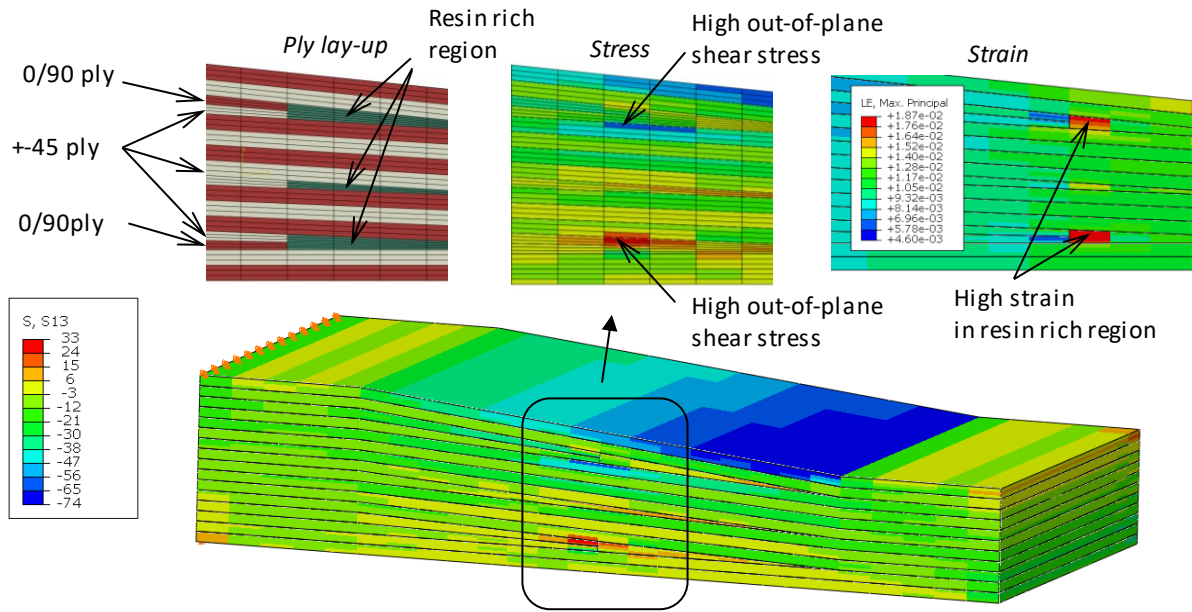 Ply lay-up
Resin rich
region
Stress
High out-of-plane
shear stress
Strain
0/90 ply
+-45 ply
0/90ply
LE, Max. Principal
+1.87e-02
+1.76e-02
+1.64e-02
+1.52e-02
+1.40e-02
+1.28e-02
+1.17e-02
+1.05e-02
+9.32e-03
+8.14e-03
+6.96e-03
+5.78e-03
+4.60e-03
High out-of-plane
shear stress
High strain
in resin rich region
S, S13
33
24
15
6
-3
-12
-21
-30
-38
-47
-56
-65
-74